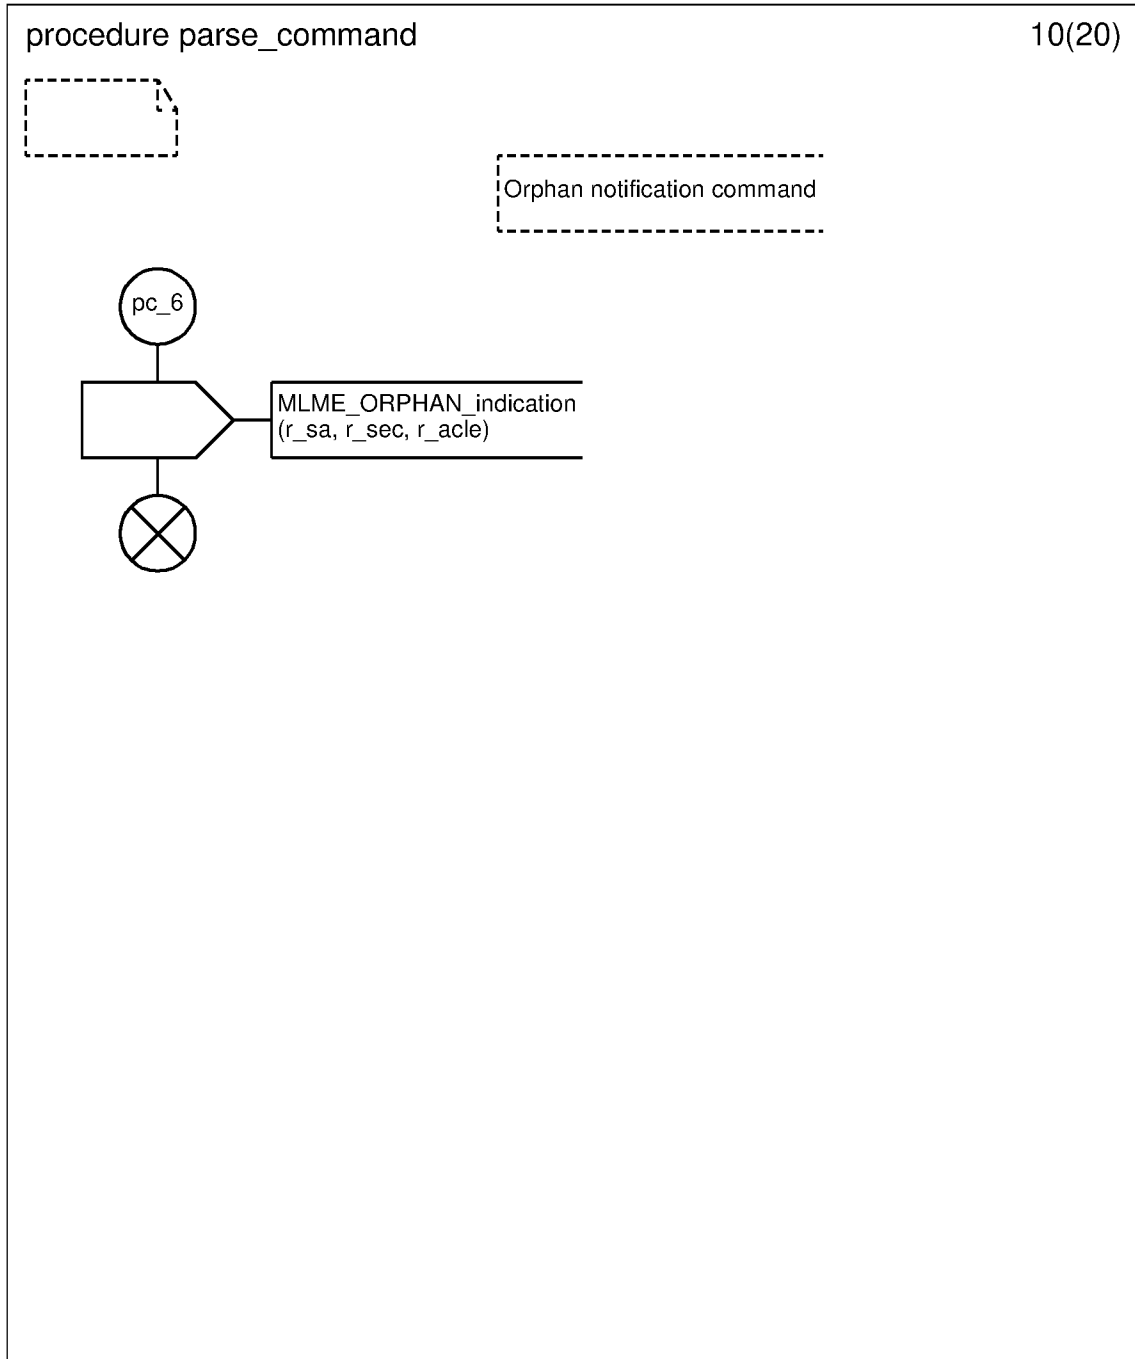 procedure parse_command
10(20)
Orphan notification command
pc_6
MLME_ORPHAN_indication
(r_sa, r_sec, r_acle)